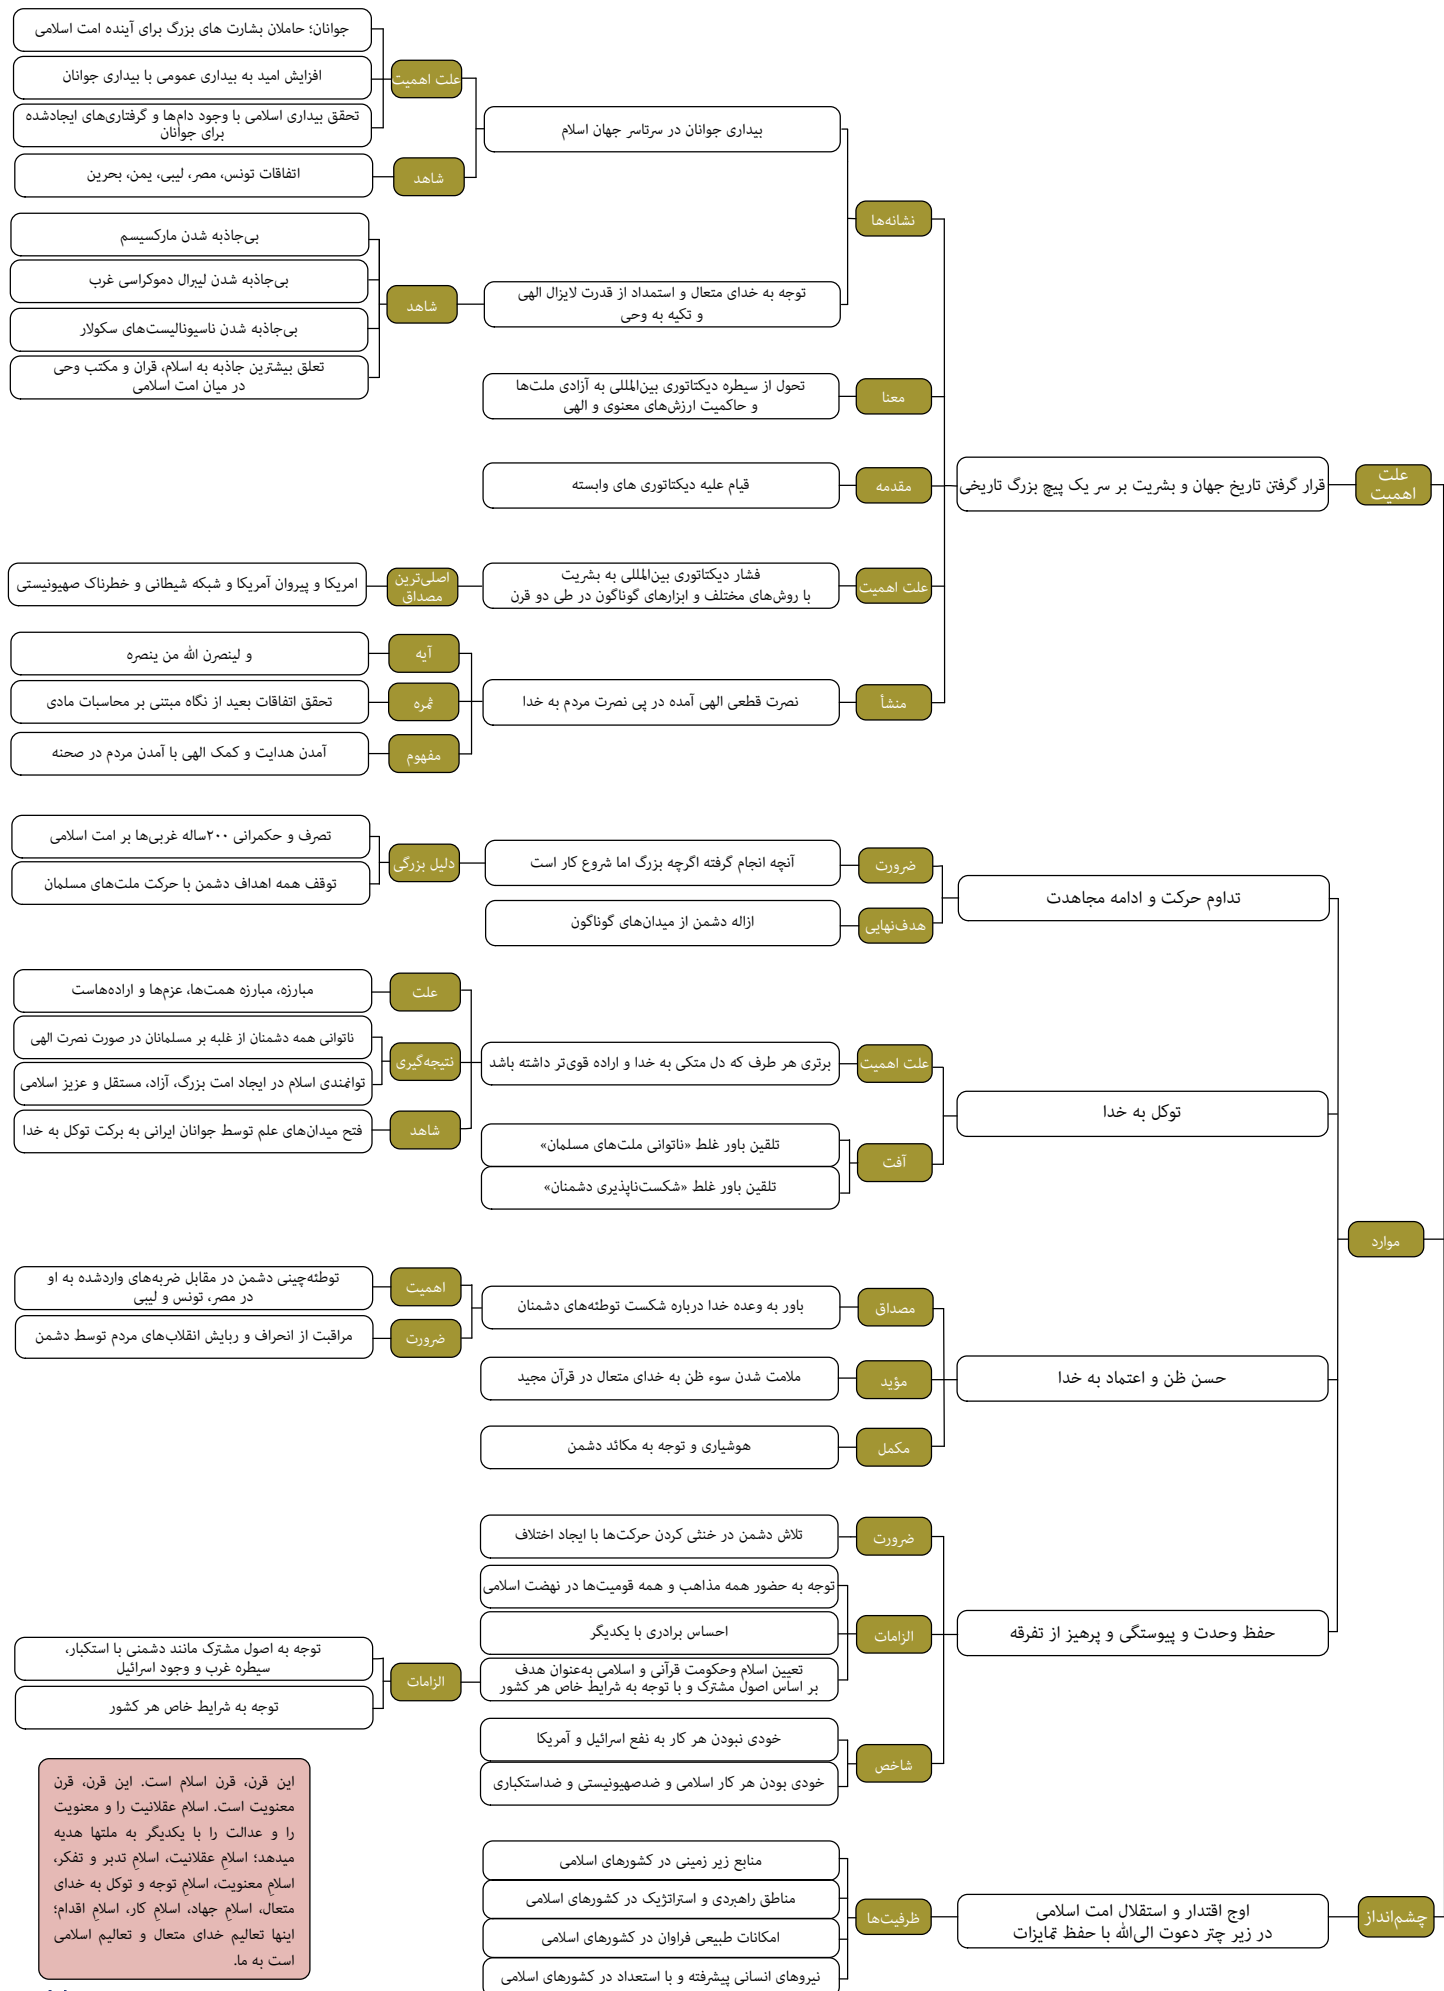 علت
اهمیت
قرار گرفتن تاریخ جهان و بشریت بر سر یک پیچ بزرگ تاریخی
نشانه‌ها
بیداری جوانان در سرتاسر جهان اسلام
علت اهمیت
جوانان؛ حاملان بشارت های بزرگ برای آینده امت اسلامی
افزایش امید به بیداری عمومی با بیداری جوانان
تحقق بیداری اسلامی با وجود دام‌ها و گرفتاری‌های ایجادشده
برای جوانان
شاهد
اتفاقات تونس، مصر، لیبی، یمن، بحرین
توجه به خدای متعال و استمداد از قدرت لایزال الهی
و تکیه به وحی
شاهد
بی‌جاذبه شدن مارکسیسم
بی‌جاذبه شدن لیبرال دموکراسی غرب
بی‌جاذبه شدن ناسیونالیست‌های سکولار
تعلق بیشترین جاذبه به اسلام، قران و مکتب وحی
در میان امت اسلامی
معنا
تحول از سیطره دیکتاتوری بین‌المللی به آزادی ملت‌ها
و حاکمیت ارزش‌های معنوی و الهی
مقدمه
قیام علیه دیکتاتوری های وابسته
علت اهمیت
فشار دیکتاتوری بین‌المللی به بشریت
با روش‌های مختلف و ابزارهای گوناگون در طی دو قرن
اصلی‌ترین
مصداق
امریکا و پیروان آمریکا و شبکه شیطانی و خطرناک صهیونیستی
منشأ
نصرت قطعی الهی آمده در پی نصرت مردم به خدا
آیه
و لینصرن الله من ینصره
ثمره
تحقق اتفاقات بعید از نگاه مبتنی بر محاسبات مادی
مفهوم
آمدن هدایت و کمک الهی با آمدن مردم در صحنه
موارد
تداوم حرکت و ادامه مجاهدت
ضرورت
آنچه انجام گرفته اگرچه بزرگ اما شروع کار است
دلیل بزرگی
تصرف و حکمرانی ۲۰۰ساله غربی‌ها بر امت اسلامی
توقف همه اهداف دشمن با حرکت ملت‌های مسلمان
هدف‌نهایی
ازاله دشمن از میدان‌های گوناگون
توکل به خدا
علت اهمیت
برتری هر طرف که دل متکی به خدا و اراده قوی‌تر داشته باشد
علت
مبارزه، مبارزه همت‌ها، عزم‌ها و اراده‌هاست
نتیجه‌گیری
ناتوانی همه دشمنان از غلبه بر مسلمانان در صورت نصرت الهی
توانمندی اسلام در ایجاد امت بزرگ، آزاد، مستقل و عزیز اسلامی
شاهد
فتح میدان‌های علم توسط جوانان ایرانی به برکت توکل به خدا
آفت
تلقین باور غلط «ناتوانی ملت‌های مسلمان»
تلقین باور غلط «شکست‌ناپذیری دشمنان»
حسن ظن و اعتماد به خدا
مصداق
باور به وعده خدا درباره شکست توطئه‌های دشمنان
اهمیت
توطئه‌چینی دشمن در مقابل ضربه‌های واردشده به او
در مصر، تونس و لیبی
ضرورت
مراقبت از انحراف و ربایش انقلاب‌های مردم توسط دشمن
مؤید
ملامت شدن سوء ظن به خدای متعال در قرآن مجید
مکمل
هوشیاری و توجه به مکائد دشمن
حفظ وحدت و پیوستگی و پرهیز از تفرقه
ضرورت
تلاش دشمن در خنثی کردن حرکت‌ها با ایجاد اختلاف
الزامات
توجه به حضور همه مذاهب و همه قومیت‌ها در نهضت اسلامی
احساس برادری با یکدیگر
تعیین اسلام وحکومت قرآنی و اسلامی به‌عنوان هدف
بر اساس اصول مشترک و با توجه به شرایط خاص هر کشور
الزامات
توجه به اصول مشترک مانند دشمنی با استکبار،
سیطره غرب و وجود اسرائیل
توجه به شرایط خاص هر کشور
شاخص
خودی نبودن هر کار به نفع اسرائیل و آمریکا
خودی بودن هر کار اسلامی و ضدصهیونیستی و ضداستکباری
چشم‌انداز
اوج اقتدار و استقلال امت اسلامی
در زیر چتر دعوت الی‌الله با حفظ تمایزات
ظرفیت‌ها
منابع زیر زمینی در کشورهای اسلامی
مناطق راهبردی و استراتژیک در کشورهای اسلامی
امکانات طبیعی فراوان در کشورهای اسلامی
نیروهای انسانی پیشرفته و با استعداد در کشورهای اسلامی
این قرن، قرن اسلام است. این قرن، قرن
معنویت است. اسلام عقلانیت را و معنویت
را و عدالت را با یکدیگر به ملتها هدیه
میدهد؛ اسلامِ عقلانیت، اسلامِ تدبر و تفکر،
اسلامِ معنویت، اسلامِ توجه و توکل به خدای
متعال، اسلامِ جهاد، اسلامِ کار، اسلامِ اقدام؛
اینها تعالیم خدای متعال و تعالیم اسلامی
است به ما.